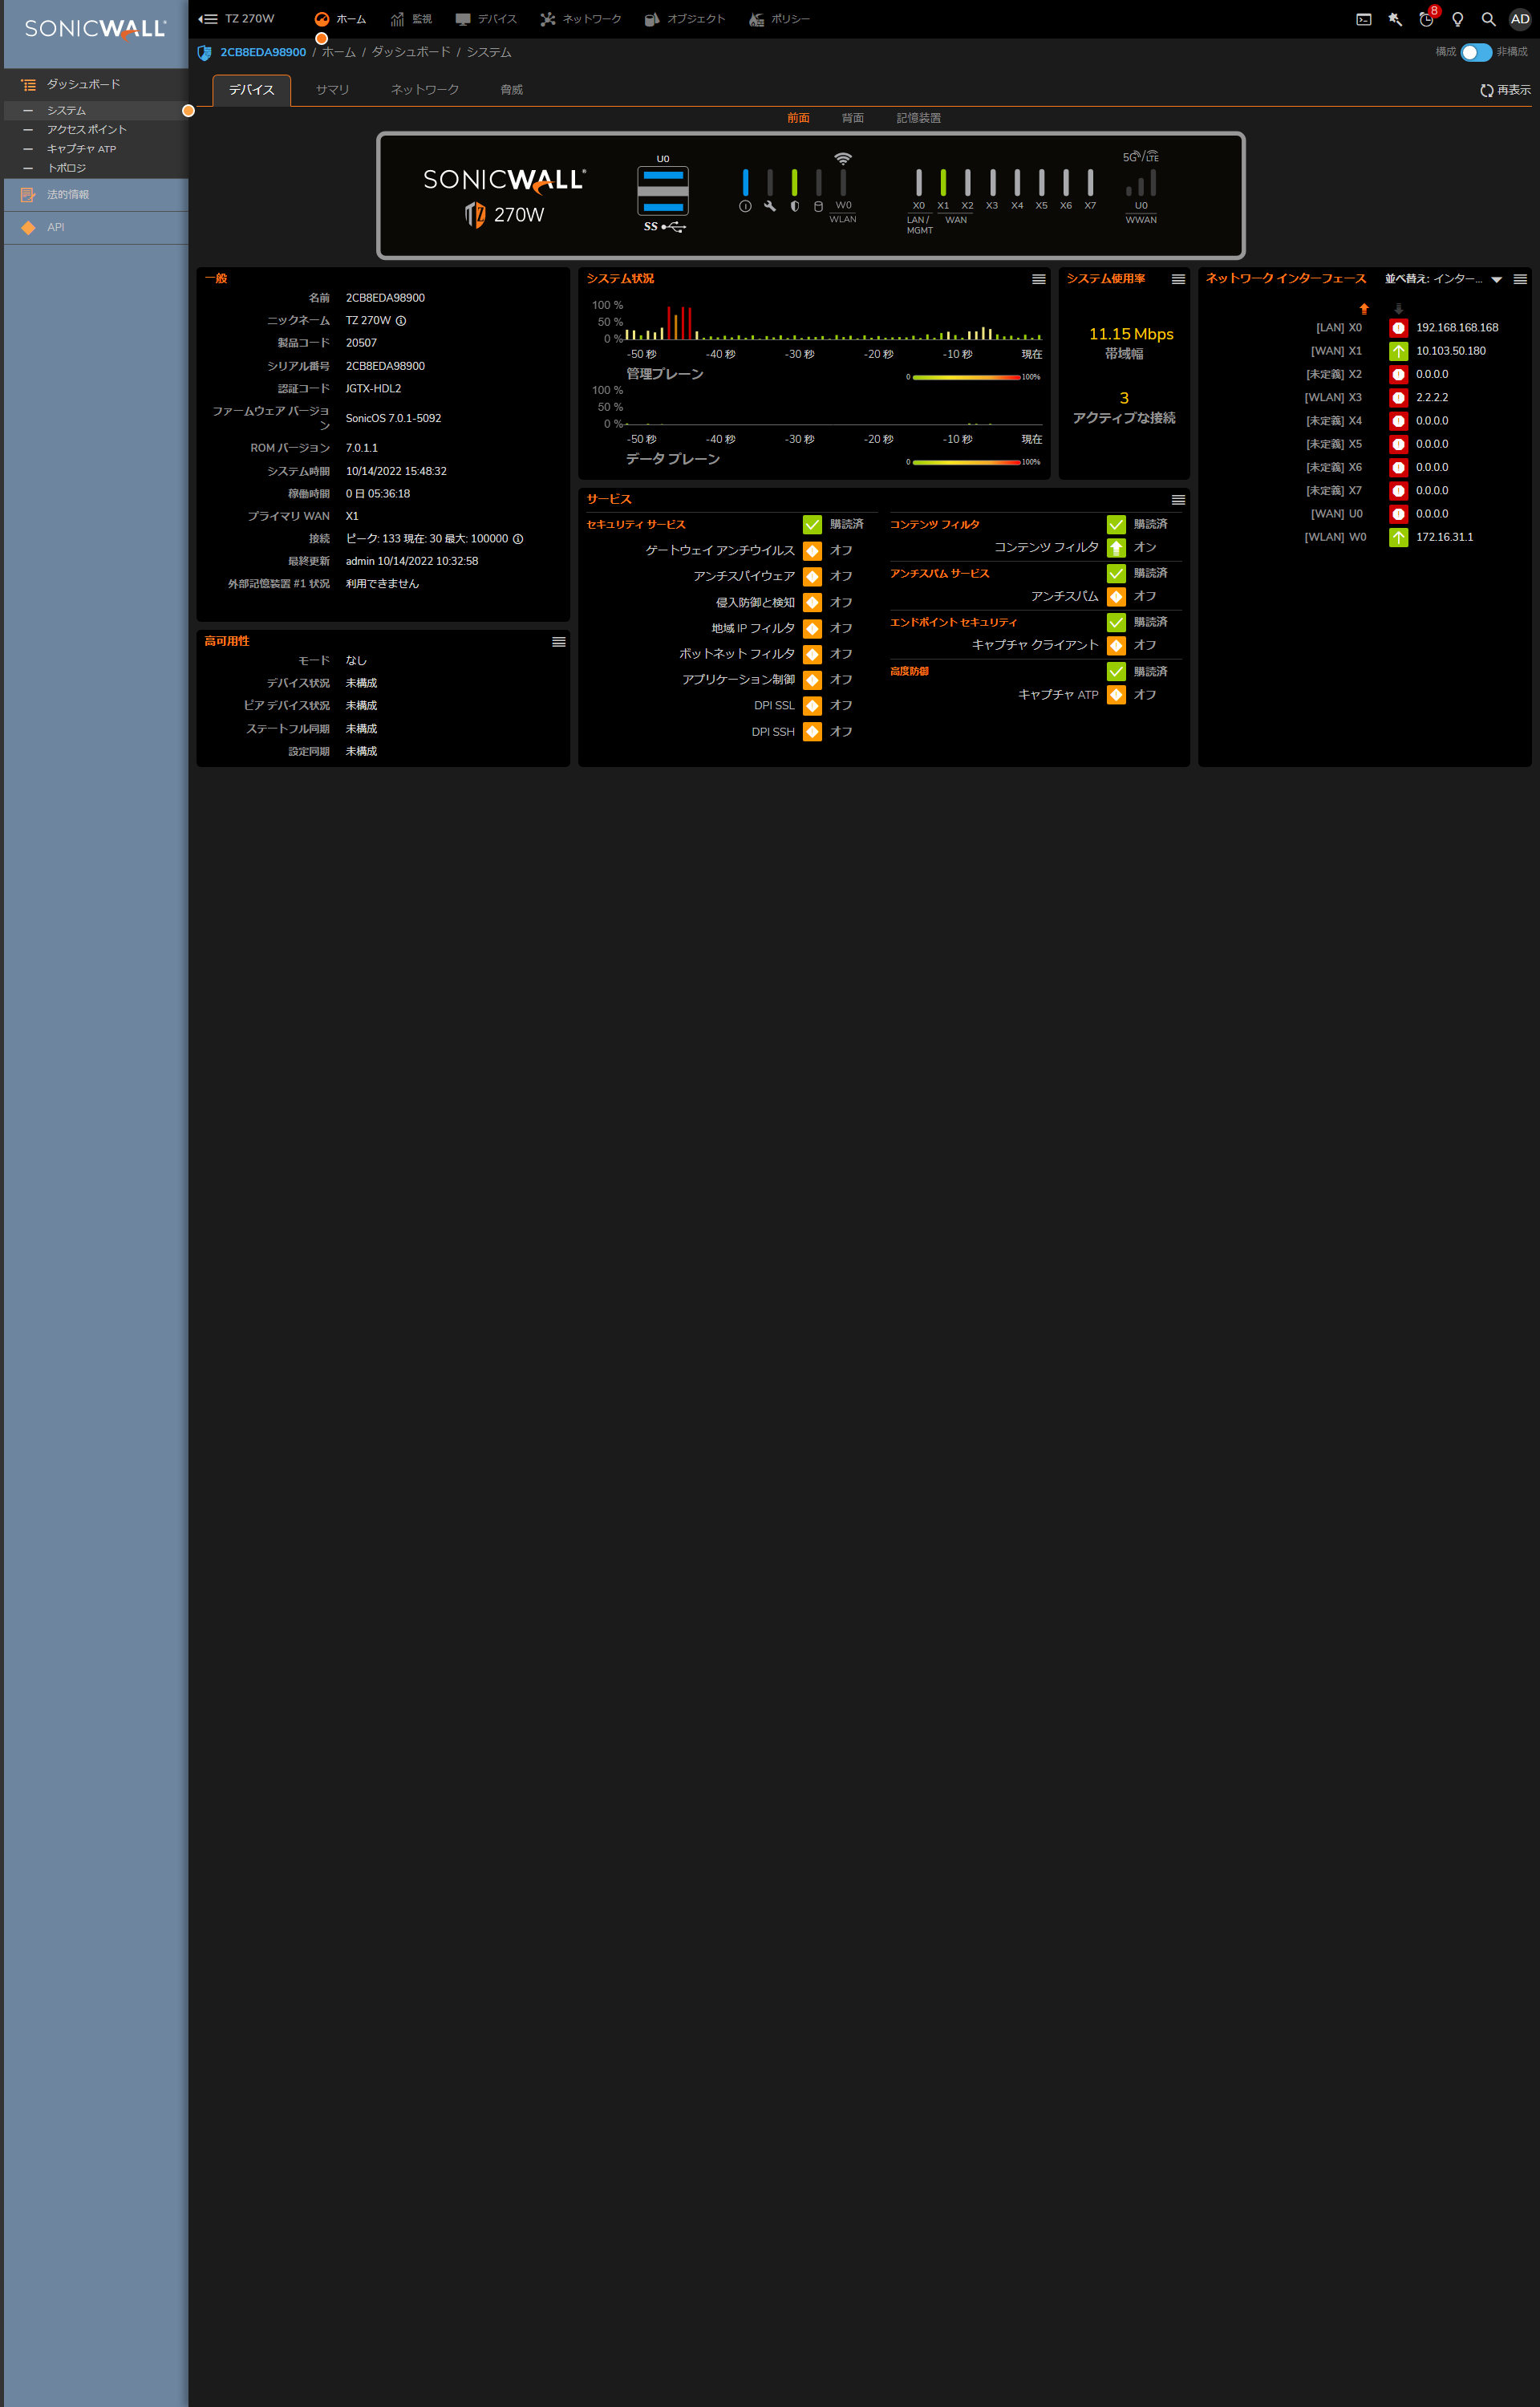 SONICWALL
TZ 270W
ホーム
監視
デバイス
ネットワーク
オブジェクト
ポリシー
8
AD
2CB8EDA98900 / ホーム / ダッシュボード / システム
構成
非構成
ダッシュボード
システム
アクセス ポイント
キャプチャ ATP
トポロジ
法的情報
API
デバイス
サマリ
ネットワーク
脅威
再表示
前面
背面
記憶装置
SONICWALL
TZ 270W
U0
SS
W0
WLAN
X0 X1 X2 X3 X4 X5 X6 X7
LAN / MGMT
WAN
5G/LTE
U0
WWAN
一般
名前 2CB8EDA98900
ニックネーム TZ 270W
製品コード 20507
シリアル番号 2CB8EDA98900
認証コード JGTX-HDL2
ファームウェア バージョン SonicOS 7.0.1-5092
ROM バージョン 7.0.1.1
システム時間 10/14/2022 15:48:32
稼働時間 0 日 05:36:18
プライマリ WAN X1
接続 ピーク: 133 現在: 30 最大: 100000
最終更新 admin 10/14/2022 10:32:58
外部記憶装置 #1 状況 利用できません
高可用性
モード なし
デバイス状況 未構成
ピア デバイス状況 未構成
ステートフル同期 未構成
設定同期 未構成
システム状況
100 %
50 %
0 %
-50 秒 -40 秒 -30 秒 -20 秒 -10 秒 現在
管理プレーン
0 100%
100 %
50 %
0 %
-50 秒 -40 秒 -30 秒 -20 秒 -10 秒 現在
データ プレーン
0 100%
システム使用率
11.15 Mbps
帯域幅
3
アクティブな接続
サービス
セキュリティ サービス 購読済
ゲートウェイ アンチウイルス オフ
アンチスパイウェア オフ
侵入防御と検知 オフ
地域 IP フィルタ オフ
ボットネット フィルタ オフ
アプリケーション制御 オフ
DPI SSL オフ
DPI SSH オフ
コンテンツ フィルタ 購読済
コンテンツ フィルタ オン
アンチスパム サービス 購読済
アンチスパム オフ
エンドポイント セキュリティ 購読済
キャプチャ クライアント オフ
高度防御 購読済
キャプチャ ATP オフ
ネットワーク インターフェース
並べ替え: インター...
[LAN] X0 192.168.168.168
[WAN] X1 10.103.50.180
[未定義] X2 0.0.0.0
[WLAN] X3 2.2.2.2
[未定義] X4 0.0.0.0
[未定義] X5 0.0.0.0
[未定義] X6 0.0.0.0
[未定義] X7 0.0.0.0
[WAN] U0 0.0.0.0
[WLAN] W0 172.16.31.1